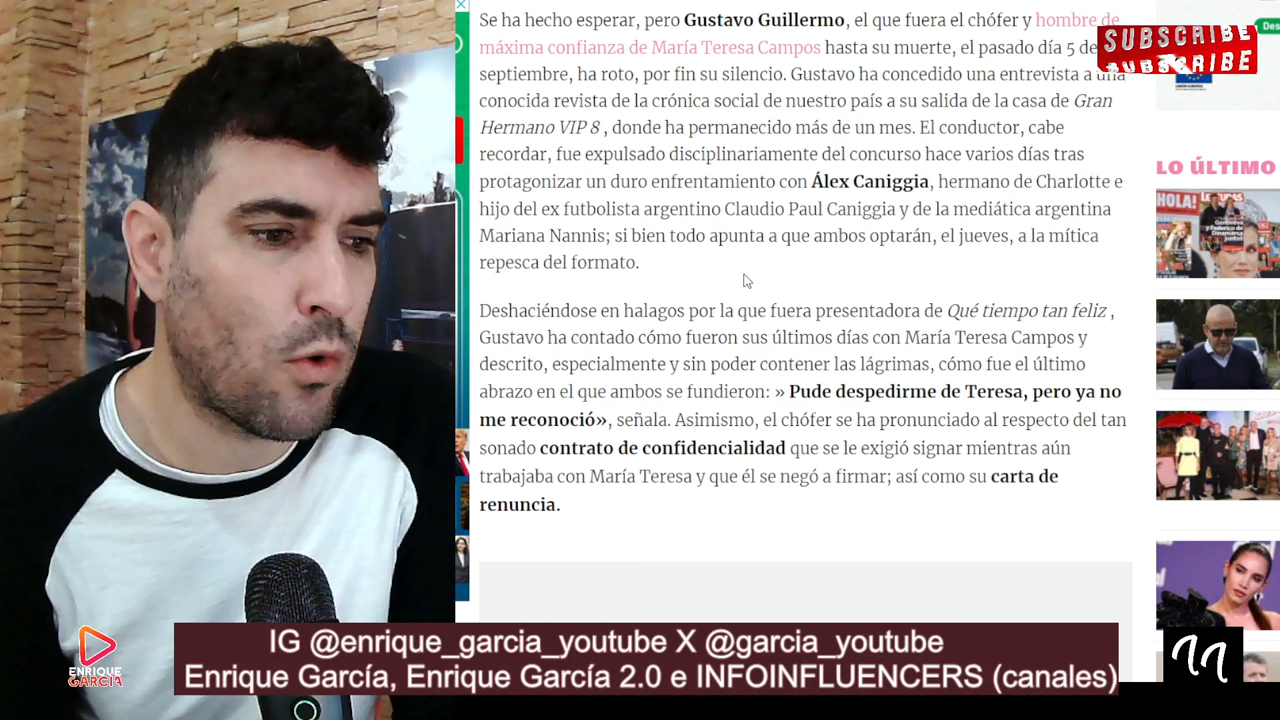 Se ha hecho esperar, pero Gustavo Guillermo, el que fuera el chófer y hombre de
máxima confianza de María Teresa Campos hasta su muerte, el pasado día 5 de
septiembre, ha roto, por fin su silencio. Gustavo ha concedido una entrevista a una
conocida revista de la crónica social de nuestro país a su salida de la casa de Gran
Hermano VIP 8 , donde ha permanecido más de un mes. El conductor, cabe
recordar, fue expulsado disciplinariamente del concurso hace varios días tras
protagonizar un duro enfrentamiento con Álex Caniggia, hermano de Charlotte e
hijo del ex futbolista argentino Claudio Paul Caniggia y de la mediática argentina
Mariana Nannis; si bien todo apunta a que ambos optarán, el jueves, a la mítica
repesca del formato.
Deshaciéndose en halagos por la que fuera presentadora de Qué tiempo tan feliz ,
Gustavo ha contado cómo fueron sus últimos días con María Teresa Campos y
descrito, especialmente y sin poder contener las lágrimas, cómo fue el último
abrazo en el que ambos se fundieron: » Pude despedirme de Teresa, pero ya no
me reconoció», señala. Asimismo, el chófer se ha pronunciado al respecto del tan
sonado contrato de confidencialidad que se le exigió signar mientras aún
trabajaba con María Teresa y que él se negó a firmar; así como su carta de
renuncia.
SUBSCRIBE
SUBSCRIBE
Des
LO ÚLTIMO
¡HOLA!
LECTURAS
ENRIQUE
GARCÍA
IG @enrique_garcia_youtube X @garcia_youtube
Enrique García, Enrique García 2.0 e INFOINFLUENCERS (canales)